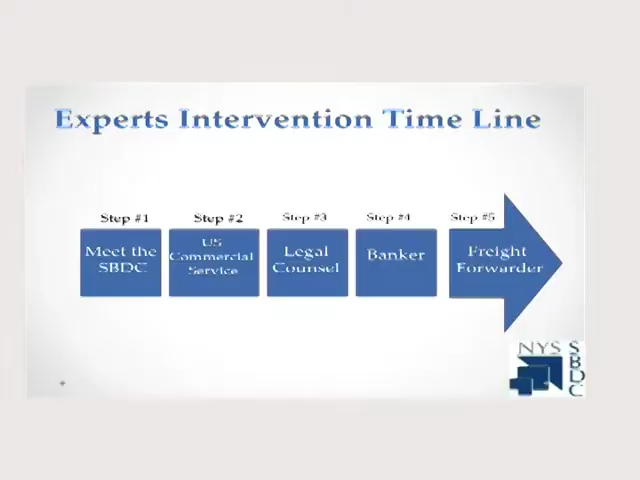 Experts Intervention Time Line
Step #1
Step #2
Step #3
Step #4
Step #5
Meet the
SBDC
US
Commercial
Service
Legal
Counsel
Banker
Freight
Forwarder
NYS
SBDC